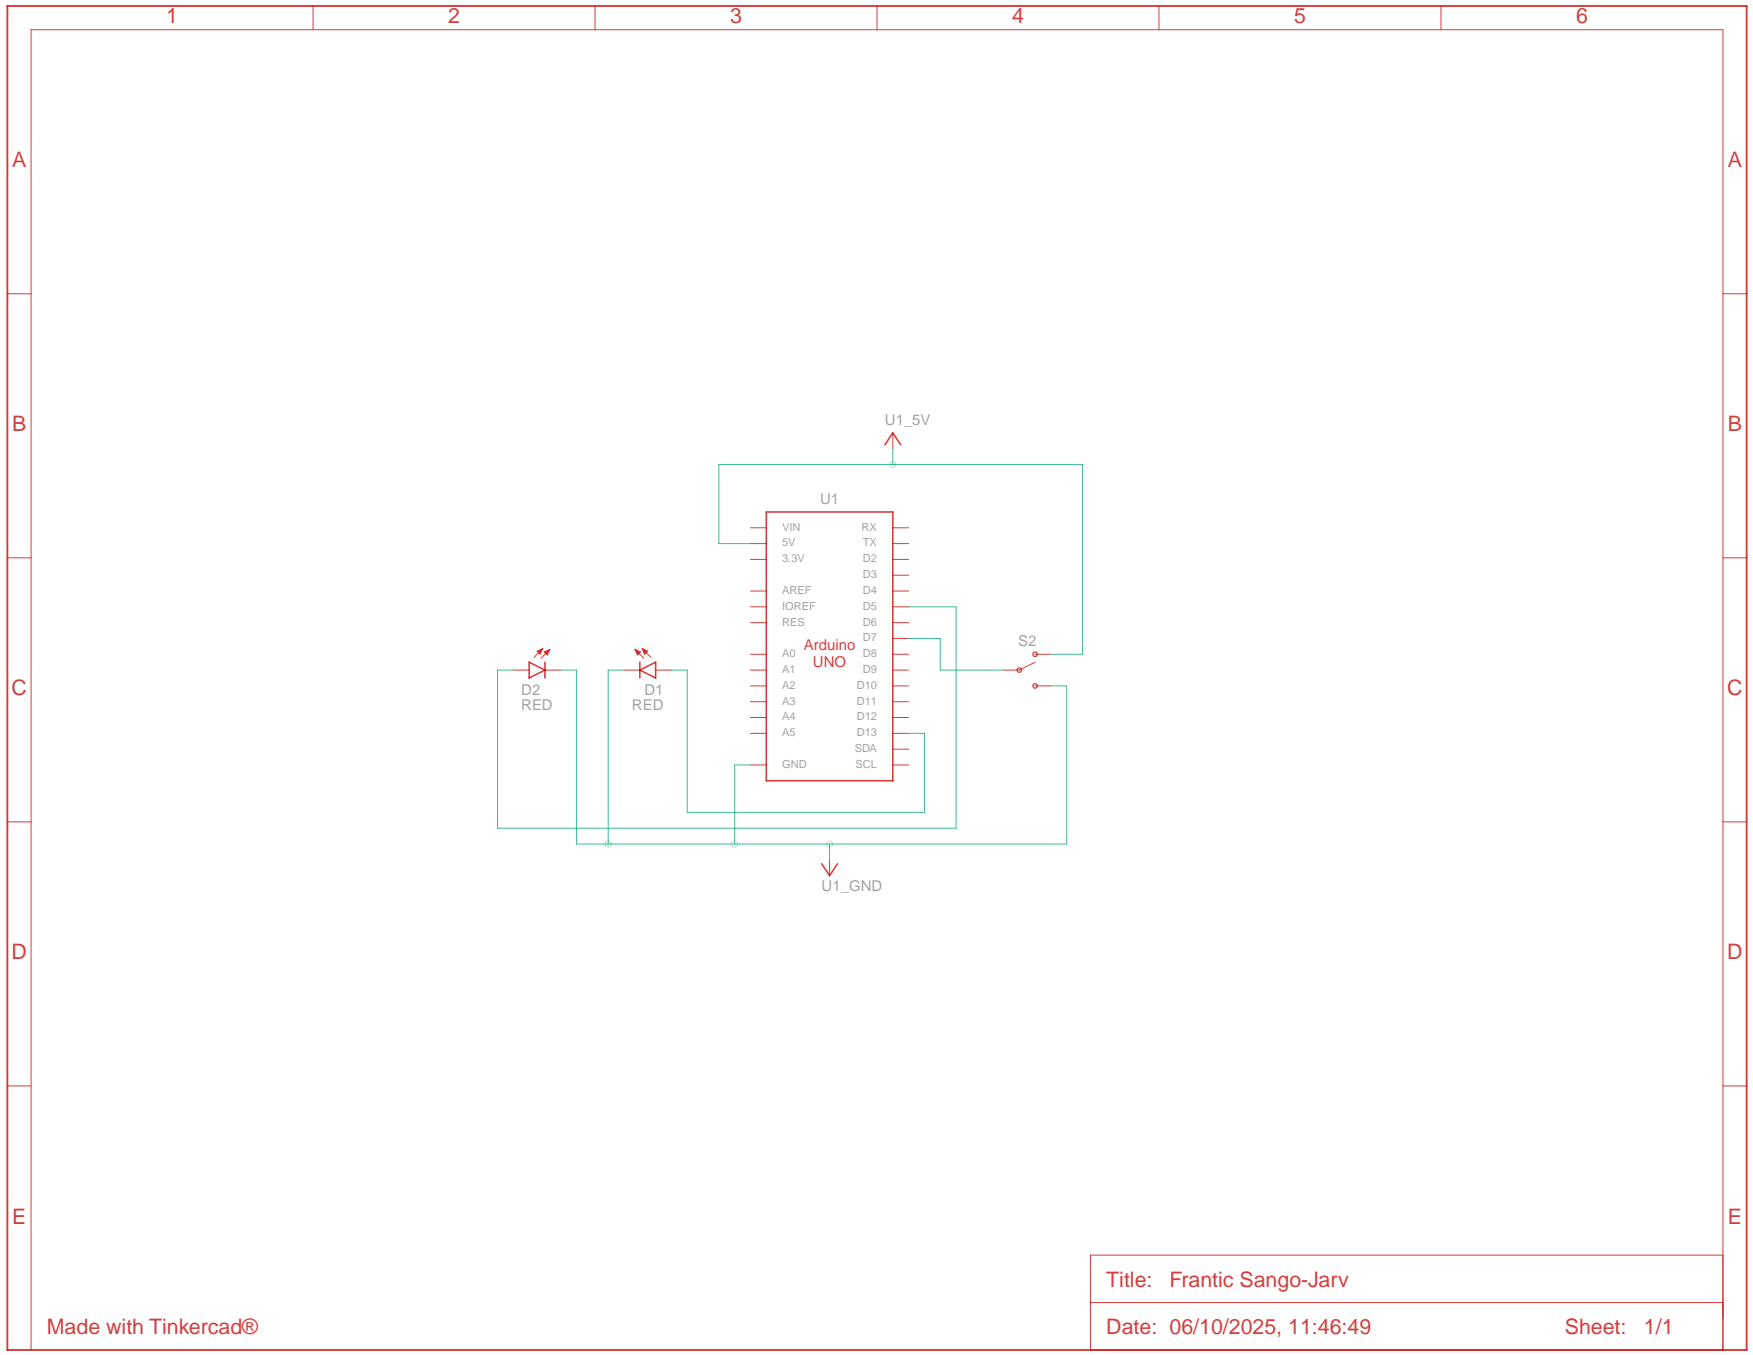 1 2 3 4 5 6
A A
B B
U1_5V
U1
VIN RX
5V TX
3.3V D2
D3
AREF D4
IOREF D5
RES D6
D7
S2
Arduino
UNO
A0 D8
A1 D9
A2 D10
A3 D11
A4 D12
A5 D13
SDA
GND SCL
C C
D2 D1
RED RED
U1_GND
D D
E E
Title: Frantic Sango-Jarv
Made with Tinkercad®
Date: 06/10/2025, 11:46:49 Sheet: 1/1